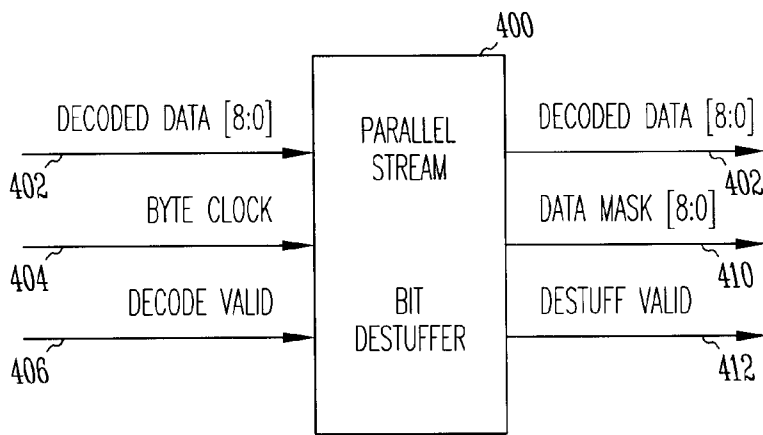 400
DECODED DATA [8:0]
402
BYTE CLOCK
404
DECODE VALID
406
PARALLEL
STREAM
BIT
DESTUFFER
DECODED DATA [8:0]
402
DATA MASK [8:0]
410
DESTUFF VALID
412